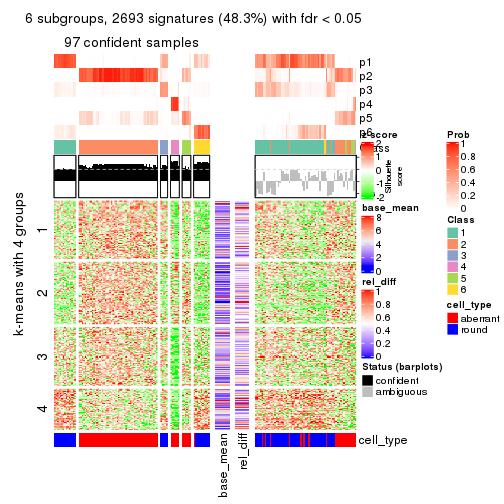 6 subgroups, 2693 signatures (48.3%) with fdr < 0.05
97 confident samples
p1
p2
p3
p4
p5
p6
Class
Silhouette
score
k-means with 4 groups
1
2
3
4
base_mean
rel_diff
cell_type
z-score
2
1
0
-1
-2
base_mean
8
6
4
2
0
rel_diff
1
0.8
0.6
0.4
0.2
0
Status (barplots)
confident
ambiguous
Prob
1
0.8
0.6
0.4
0.2
0
Class
1
2
3
4
5
6
cell_type
aberrant
round